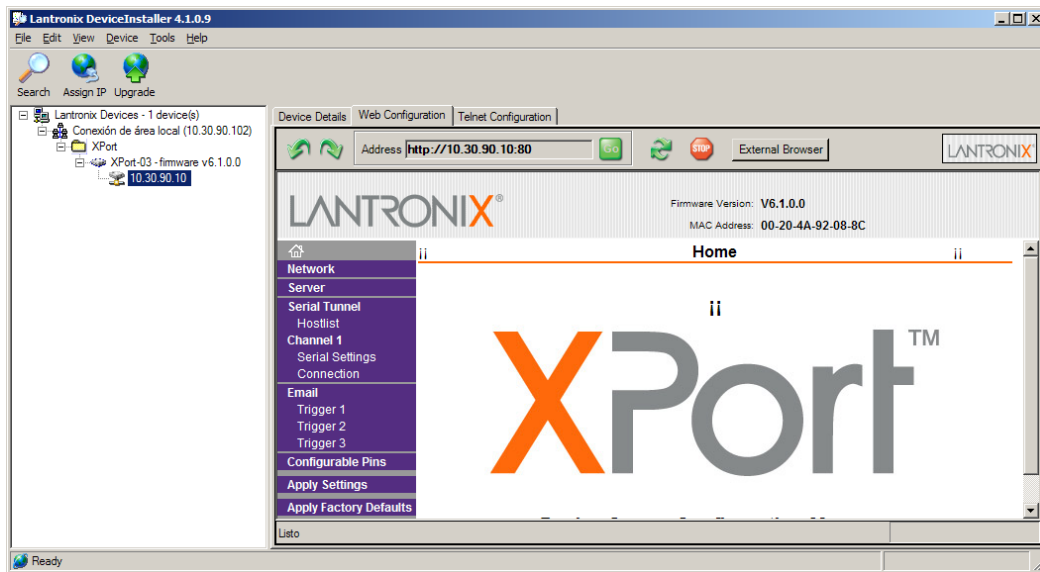 Lantronix DeviceInstaller 4.1.0.9
File Edit View Device Tools Help
Search Assign IP Upgrade
Lantronix Devices - 1 device(s)
Conexión de área local (10.30.90.102)
XPort
XPort-03 - firmware v6.1.0.0
10.30.90.10
Device Details Web Configuration Telnet Configuration
Address http://10.30.90.10:80 Go STOP External Browser LANTRONIX
LANTRONIX®
Firmware Version: V6.1.0.0
MAC Address: 00-20-4A-92-08-8C
¡¡ Home ¡¡
Network
Server
Serial Tunnel
Hostlist
Channel 1
Serial Settings
Connection
Email
Trigger 1
Trigger 2
Trigger 3
Configurable Pins
Apply Settings
Apply Factory Defaults
¡¡
XPort™
Listo
Ready